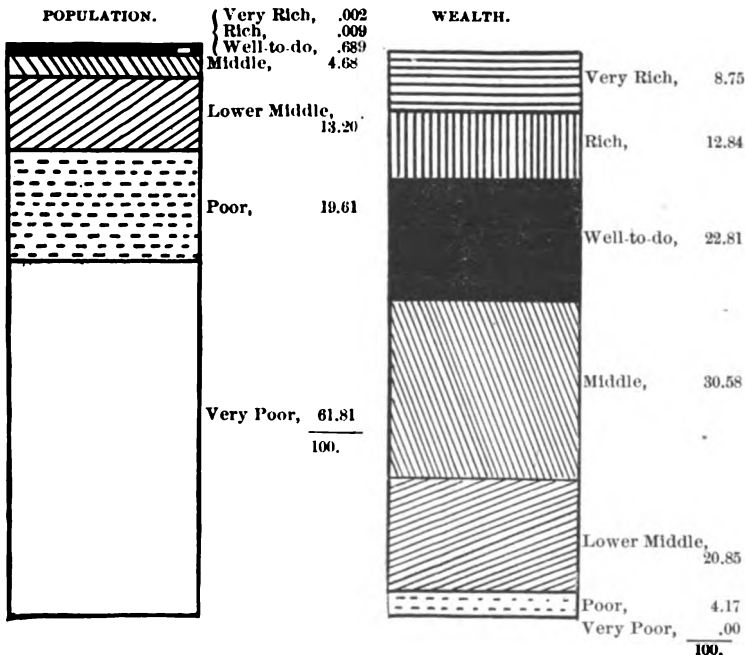 POPULATION.
Very Rich, .002
Rich, .009
Well-to-do, .689
Middle, 4.68
Lower Middle,
13.20
Poor, 19.61
Very Poor, 61.81
100.
WEALTH.
Very Rich, 8.75
Rich, 12.84
Well-to-do, 22.81
Middle, 30.58
Lower Middle,
20.85
Poor, 4.17
Very Poor, .00
100.